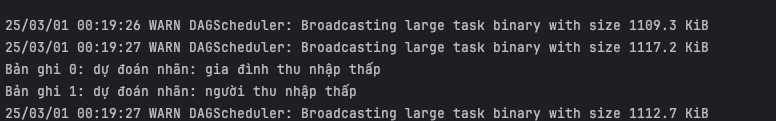 25/03/01 00:19:26 WARN DAGScheduler: Broadcasting large task binary with size 1109.3 KiB
25/03/01 00:19:27 WARN DAGScheduler: Broadcasting large task binary with size 1117.2 KiB
Bản ghi 0: dự đoán nhãn: gia đình thu nhập thấp
Bản ghi 1: dự đoán nhãn: người thu nhập thấp
25/03/01 00:19:27 WARN DAGScheduler: Broadcasting large task binary with size 1112.7 KiB